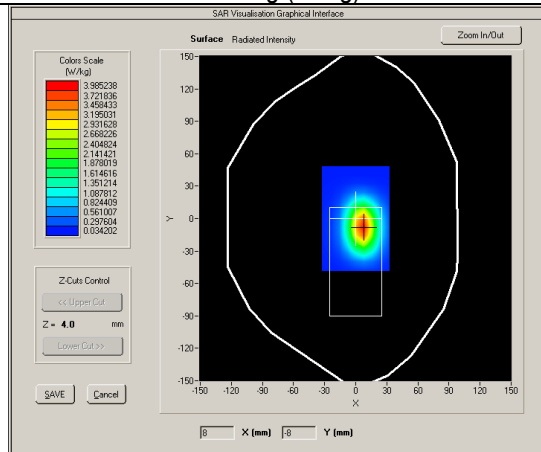 SAR Visualisation Graphical Interface
Surface Radiated Intensity
Zoom In/Out
Colors Scale
(W/kg)
3.985238
3.721836
3.458433
3.195031
2.931628
2.668226
2.404824
2.141421
1.878019
1.614616
1.351214
1.087812
0.824409
0.561007
0.297604
0.034202
Z-Cuts Control
<< Upper Cut
Z = 4.0 mm
Lower Cut >>
SAVE Cancel
150-
120-
90-
60-
30-
0-
-30-
-60-
-90-
-120-
-150-
Y
-150 -120 -90 -60 -30 0 30 60 90 120 150
X
8 X (mm) -8 Y (mm)